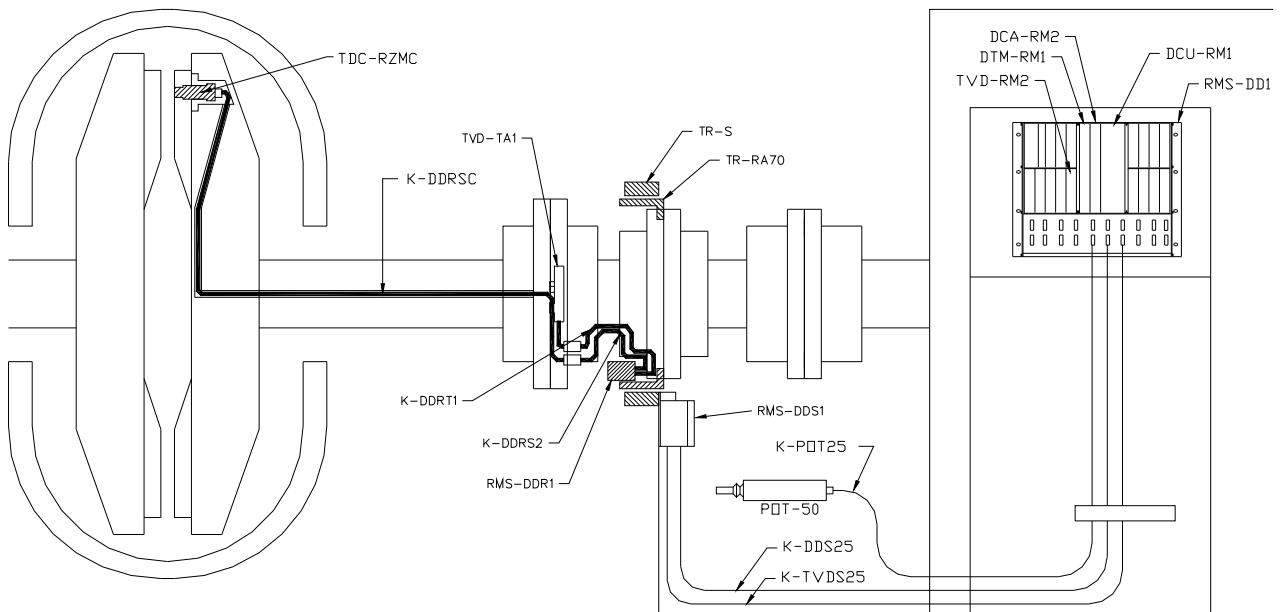 DCA-RM2
DTM-RM1
DCU-RM1
TVD-RM2
RMS-DD1
TDC-RZMC
TVD-TA1
TR-S
TR-RA70
K-DDRSC
K-DDRT1
K-DDRS2
RMS-DDR1
RMS-DDS1
K-POT25
POT-50
K-DDS25
K-TVDS25